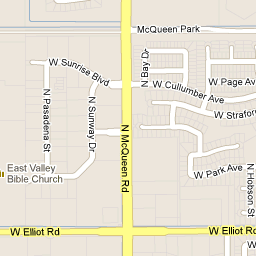 McQueen Park
W Sunrise Blvd
N Bay Dr
W Page Ave
W Cullumber Ave
W Straford
N Pasadena St
N Sunway Dr
N McQueen Rd
East Valley
Bible Church
W Park Ave
N Hobson St
W Elliot Rd
W Elliot Rd